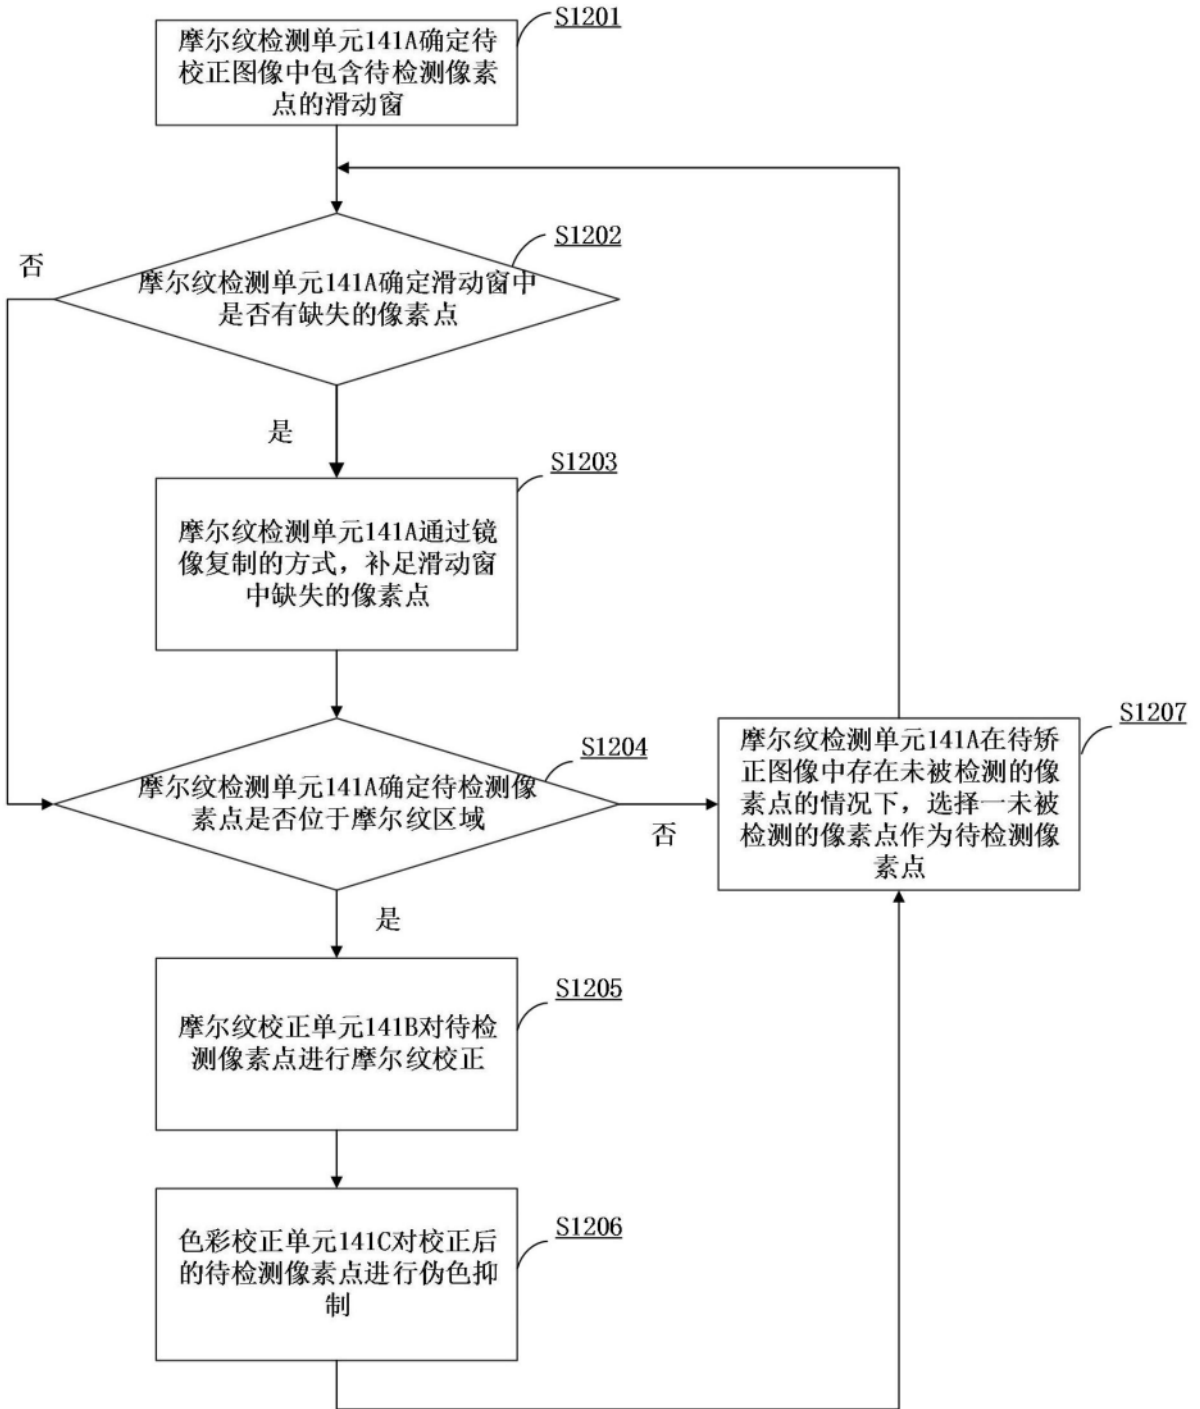 S1201
摩尔纹检测单元141A确定待
校正图像中包含待检测像素
点的滑动窗
S1202
否
摩尔纹检测单元141A确定滑动窗中
是否有缺失的像素点
是
S1203
摩尔纹检测单元141A通过镜
像复制的方式，补足滑动窗
中缺失的像素点
S1204
摩尔纹检测单元141A确定待检测像
素点是否位于摩尔纹区域
否
S1207
摩尔纹检测单元141A在待矫
正图像中存在未被检测的像
素点的情况下，选择一未被
检测的像素点作为待检测像
素点
是
S1205
摩尔纹校正单元141B对待检
测像素点进行摩尔纹校正
S1206
色彩校正单元141C对校正后
的待检测像素点进行伪色抑
制